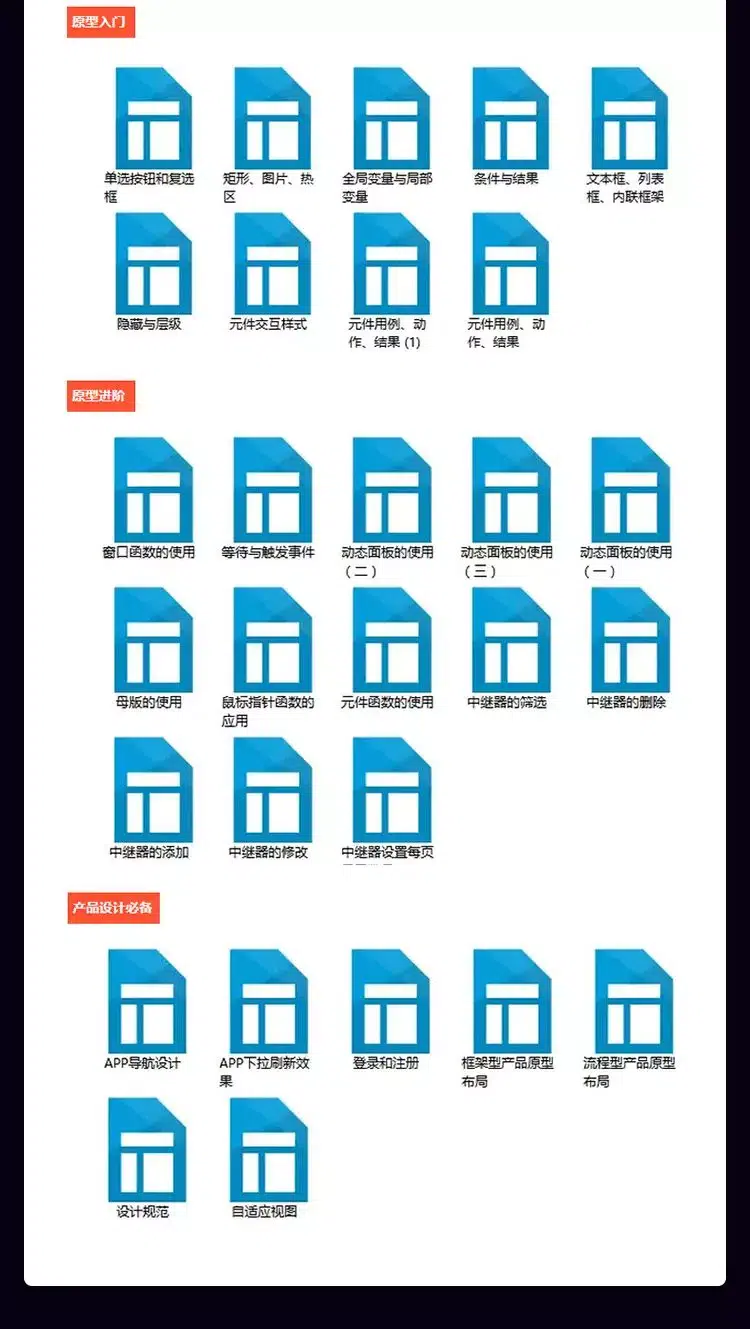 原型入门
单选按钮和复选
框
矩形、图片、热
区
全局变量与局部
变量
条件与结果
文本框、列表
框、内联框架
隐藏与层级
元件交互样式
元件用例、动
作、结果 (1)
元件用例、动
作、结果
原型进阶
窗口函数的使用
等待与触发事件
动态面板的使用
（二）
动态面板的使用
（三）
动态面板的使用
（一）
母版的使用
鼠标指针函数的
应用
元件函数的使用
中继器的筛选
中继器的删除
中继器的添加
中继器的修改
中继器设置每页
产品设计必备
APP导航设计
APP下拉刷新效
果
登录和注册
框架型产品原型
布局
流程型产品原型
布局
设计规范
自适应视图